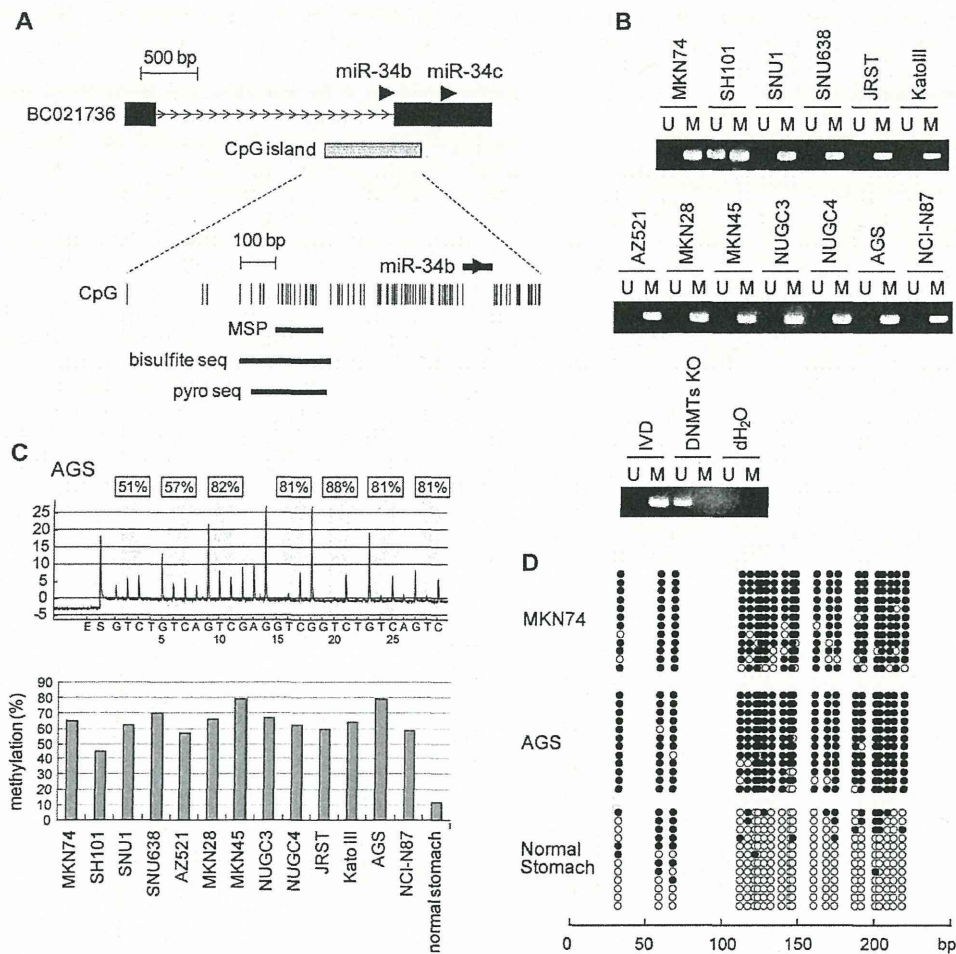 A
500 bp
miR-34b miR-34c
BC021736
CpG island
100 bp
miR-34b
CpG
MSP
bisulfite seq
pyro seq
B
MKN74 SH101 SNU1 SNU638 JRST KatoIII
U M U M U M U M U M U M
AZ521 MKN28 MKN45 NUGC3 NUGC4 AGS NCI-N87
U M U M U M U M U M U M U M
IVD DNMTs KO dH2O
U M U M U M
C
AGS
51% 57% 82% 81% 88% 81% 81%
25
20
15
10
5
0
-5
E S G T C T G T C A G T C G A G G T C G G T C T G T C A G T C
5 10 15 20 25
methylation (%)
90
80
70
60
50
40
30
20
10
0
MKN74 SH101 SNU1 SNU638 AZ521 MKN28 MKN45 NUGC3 NUGC4 JRST Kato III AGS NCI-N87 normal stomach
D
MKN74
AGS
Normal
Stomach
0 50 100 150 200 bp